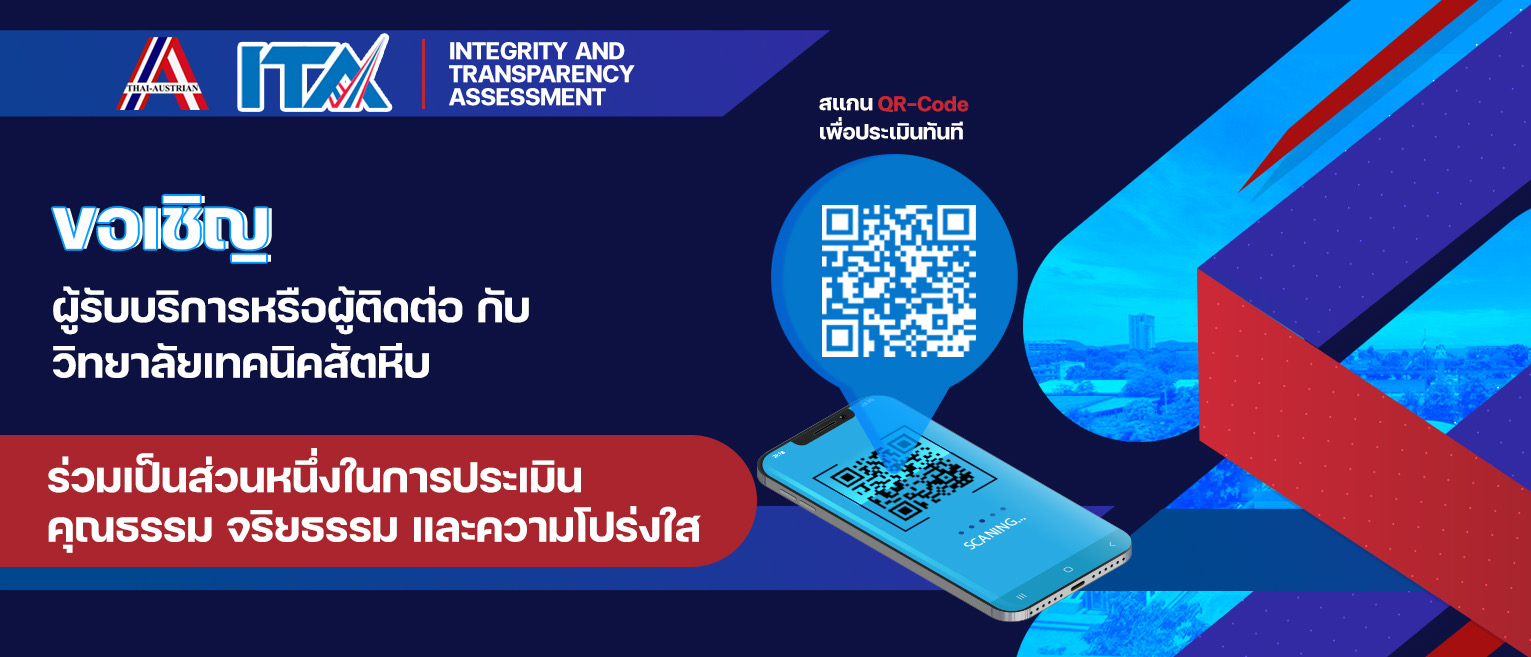 THAI-AUSTRIAN
ITA
INTEGRITY AND
TRANSPARENCY
ASSESSMENT
สแกน QR-Code
เพื่อประเมินทันที
ขอเชิญ
ผู้รับบริการหรือผู้ติดต่อ กับ
วิทยาลัยเทคนิคสัตหีบ
ร่วมเป็นส่วนหนึ่งในการประเมิน
คุณธรรม จริยธรรม และความโปร่งใส
SCANING...